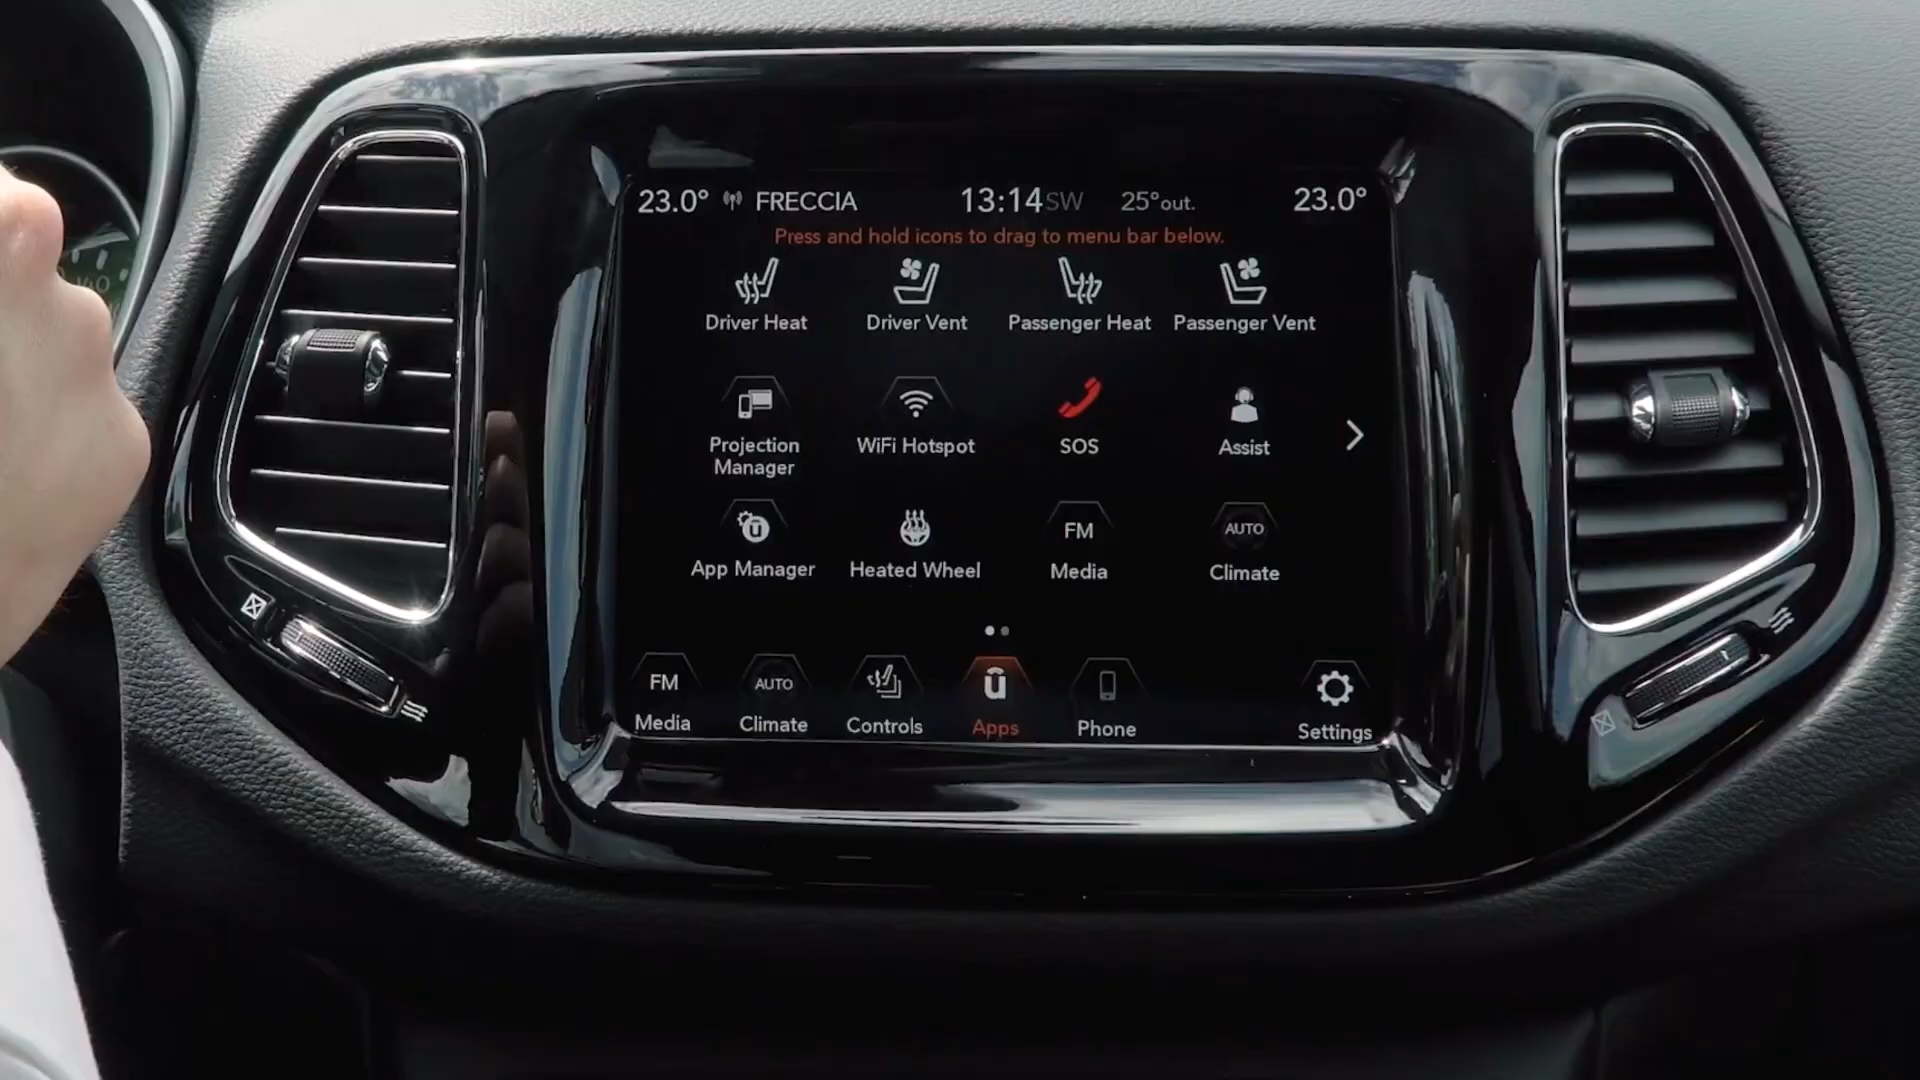 23.0° FRECCIA 13:14 SW 25°out. 23.0°
Press and hold icons to drag to menu bar below.
Driver Heat Driver Vent Passenger Heat Passenger Vent
Projection Manager WiFi Hotspot SOS Assist
FM AUTO
App Manager Heated Wheel Media Climate
FM AUTO
Media Climate Controls Apps Phone Settings